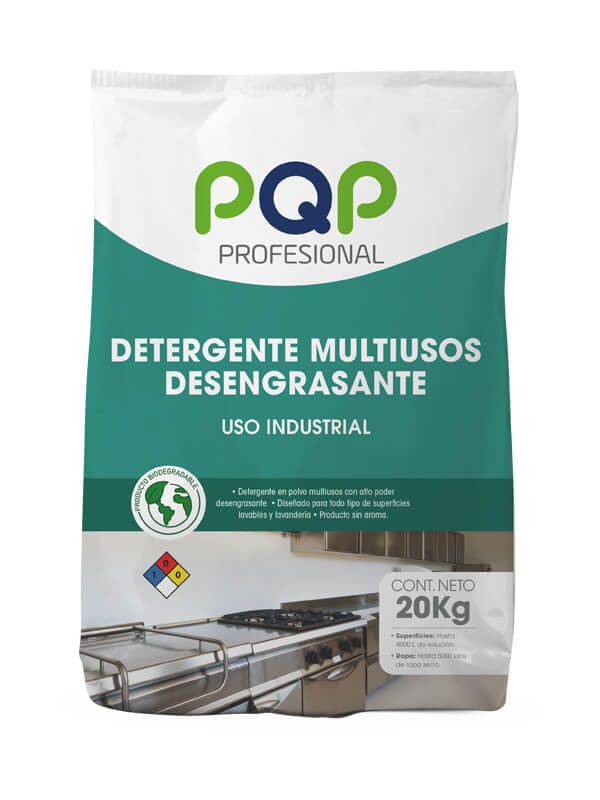 PQP
PROFESIONAL
DETERGENTE MULTIUSOS
DESENGRASANTE
USO INDUSTRIAL
PRODUCTO BIODEGRADABLE
• Detergente en polvo multiusos con alto poder
desengrasante • Diseñado para todo tipo de superficies
lavables y lavandería • Producto sin aroma.
0
1 0
CONT. NETO
20Kg
• Superficies: Hasta
4000 L de solución.
• Ropa: Hasta 5000 kilos
de ropa seca.